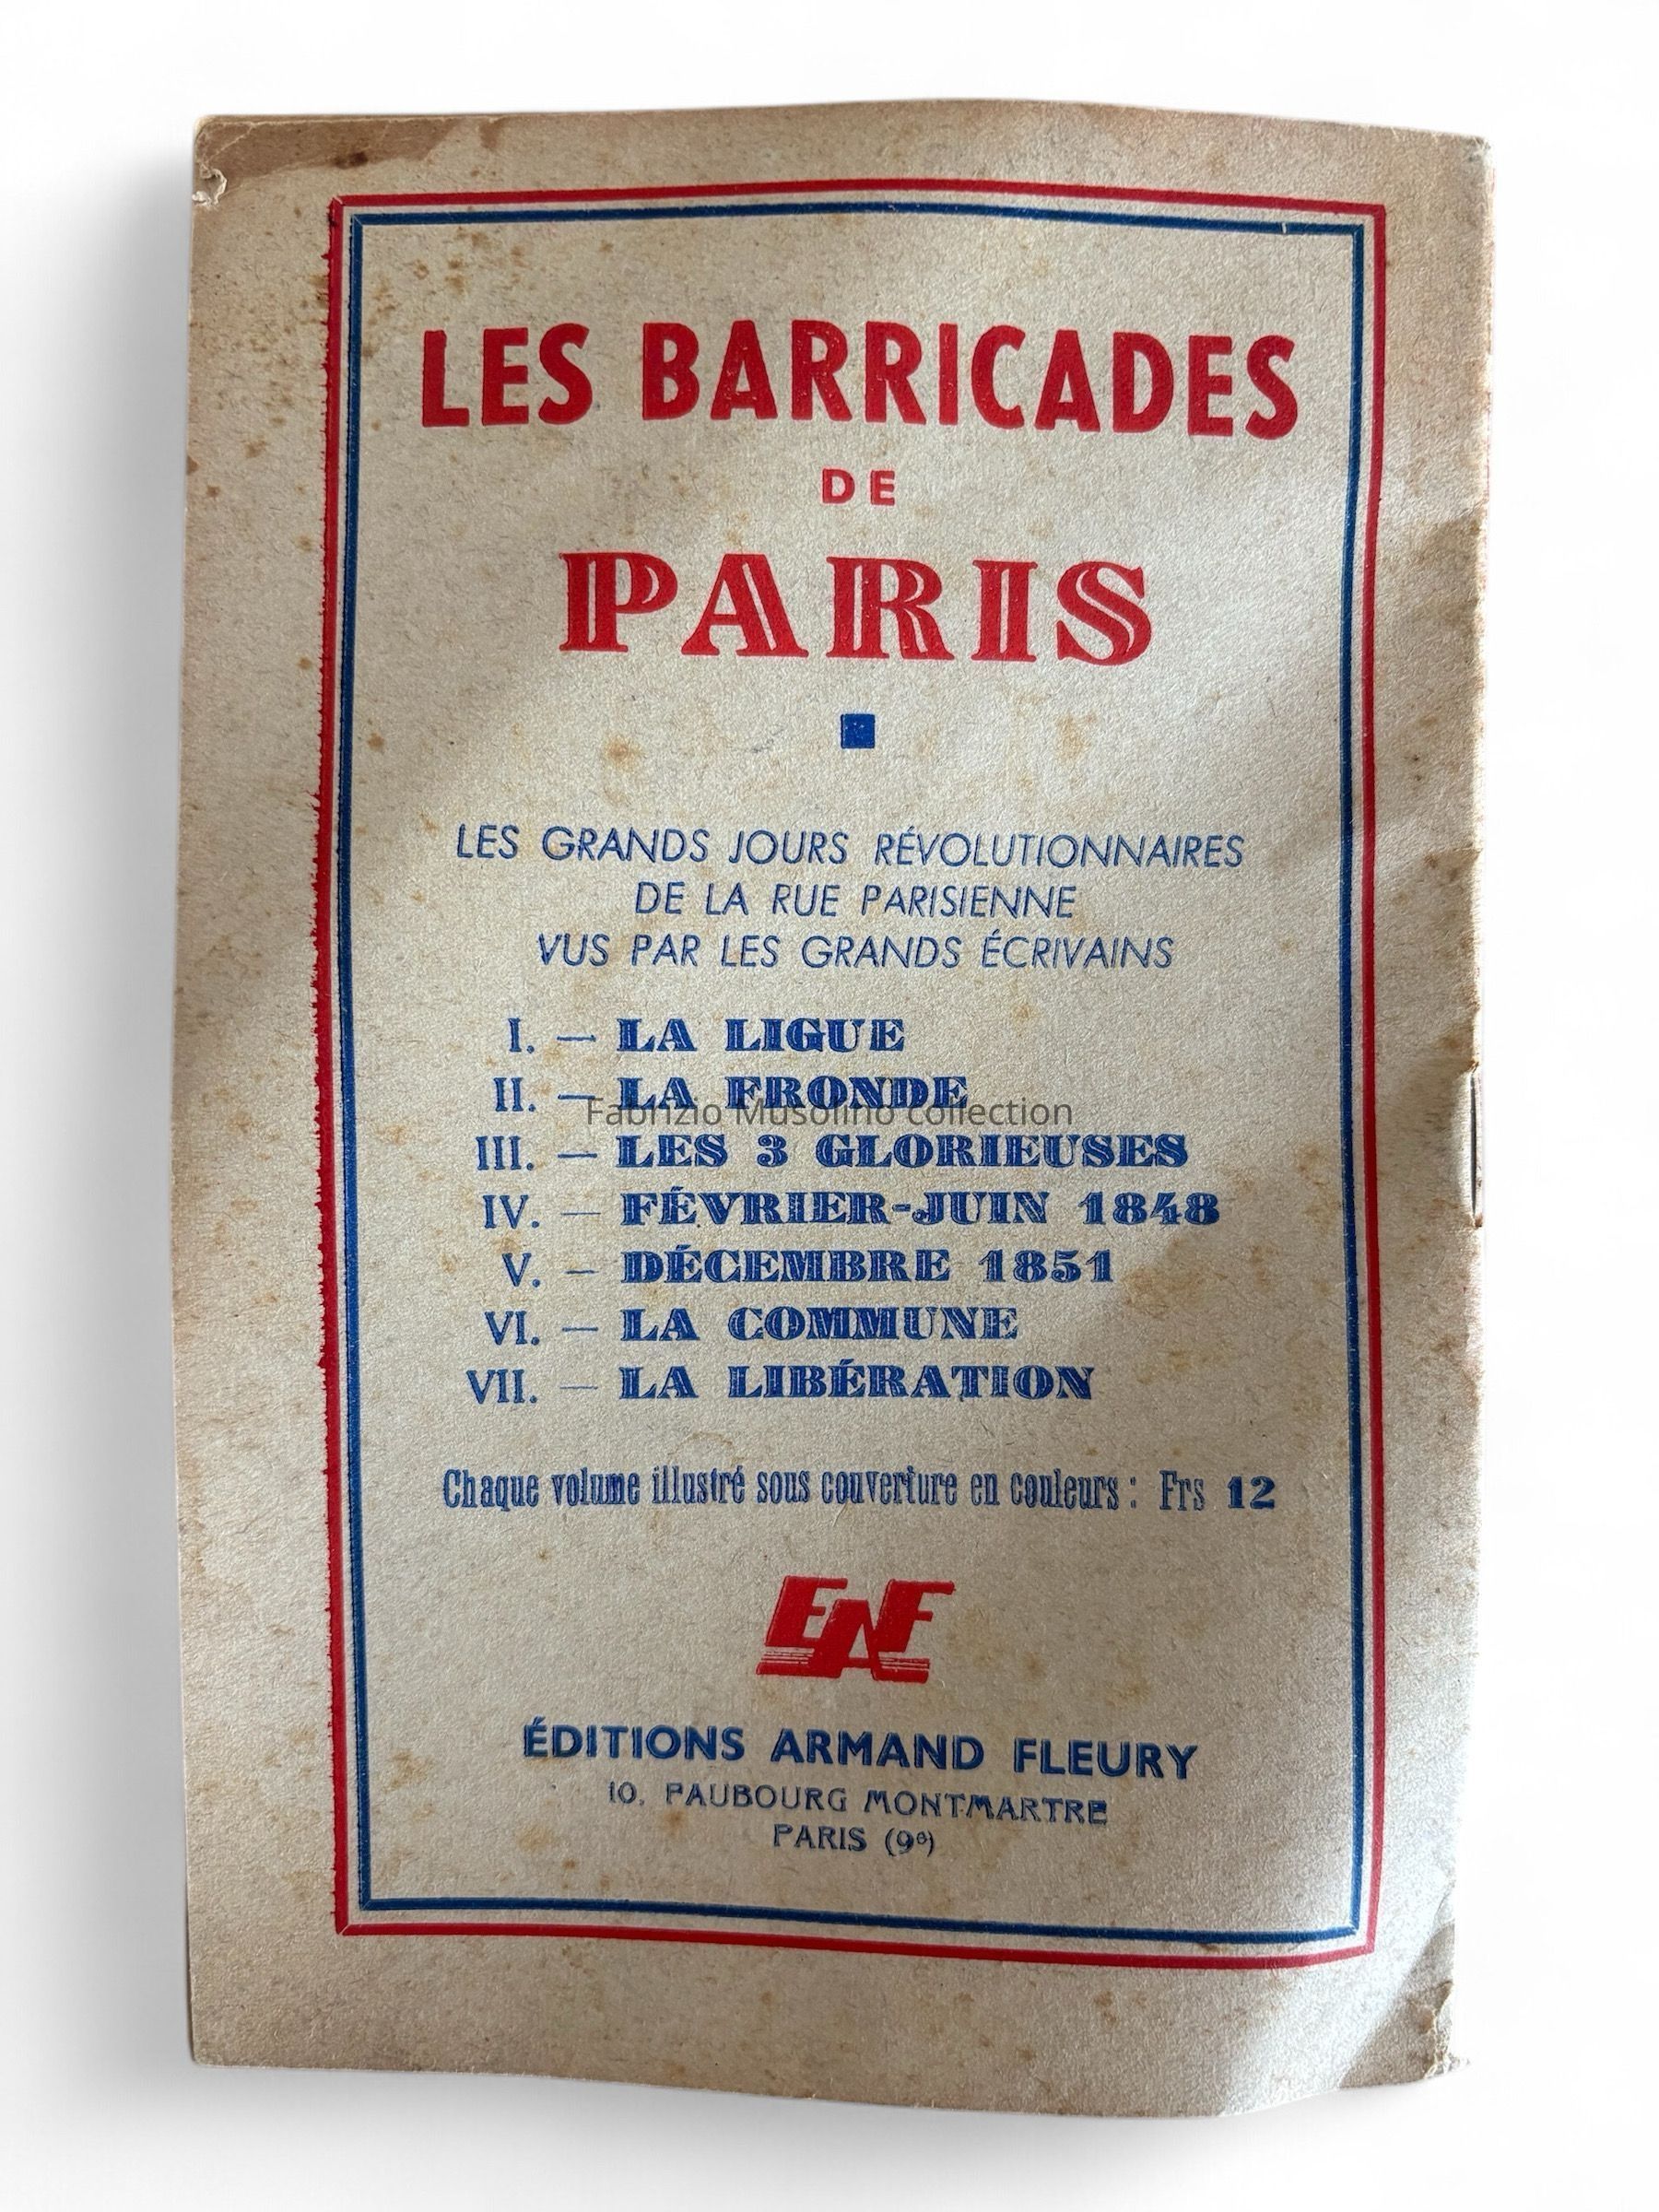 LES BARRICADES
DE
PARIS
LES GRANDS JOURS RÉVOLUTIONNAIRES
DE LA RUE PARISIENNE
VUS PAR LES GRANDS ÉCRIVAINS
I. — LA LIGUE
II. — LA FRONDE
Fabrizio Musolino collection
III. — LES 3 GLORIEUSES
IV. — FÉVRIER-JUIN 1848
V. — DÉCEMBRE 1851
VI. — LA COMMUNE
VII. — LA LIBÉRATION
Chaque volume illustré sous couverture en couleurs : Frs 12
EAF
ÉDITIONS ARMAND FLEURY
10, FAUBOURG MONTMARTRE
PARIS (9e)